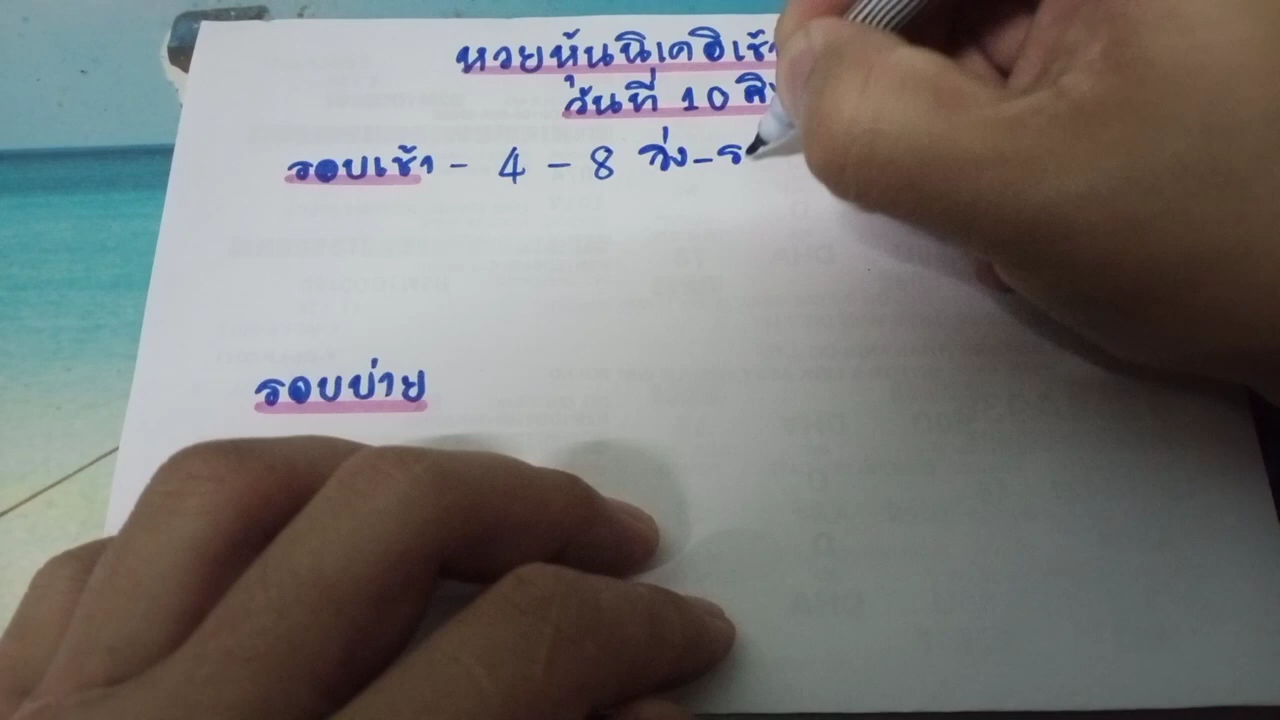 หวยหุ้นนิเคอิเช้า
วันที่ 10
รอบเช้า - 4 - 8 วิ่ง-ร
รอบบ่าย